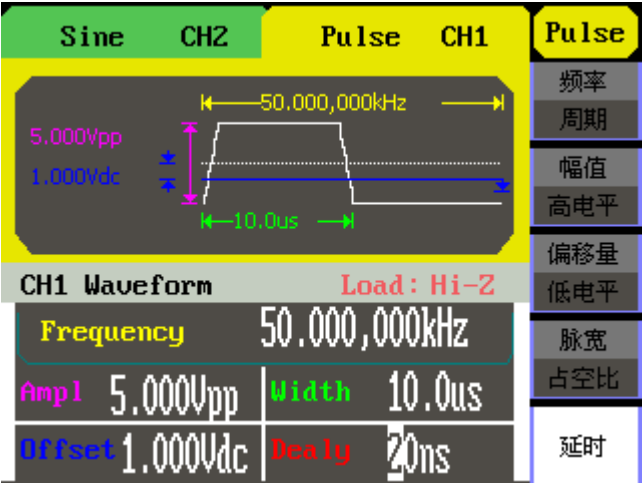 Sine CH2 Pulse CH1 Pulse
50.000,000kHz
5.000Vpp
1.000Vdc
10.0us
CH1 Waveform Load:Hi-Z
Frequency 50.000,000kHz
Ampl 5.000Vpp Width 10.0us
Offset 1.000Vdc Dealy 20ns
频率
周期
幅值
高电平
偏移量
低电平
脉宽
占空比
延时